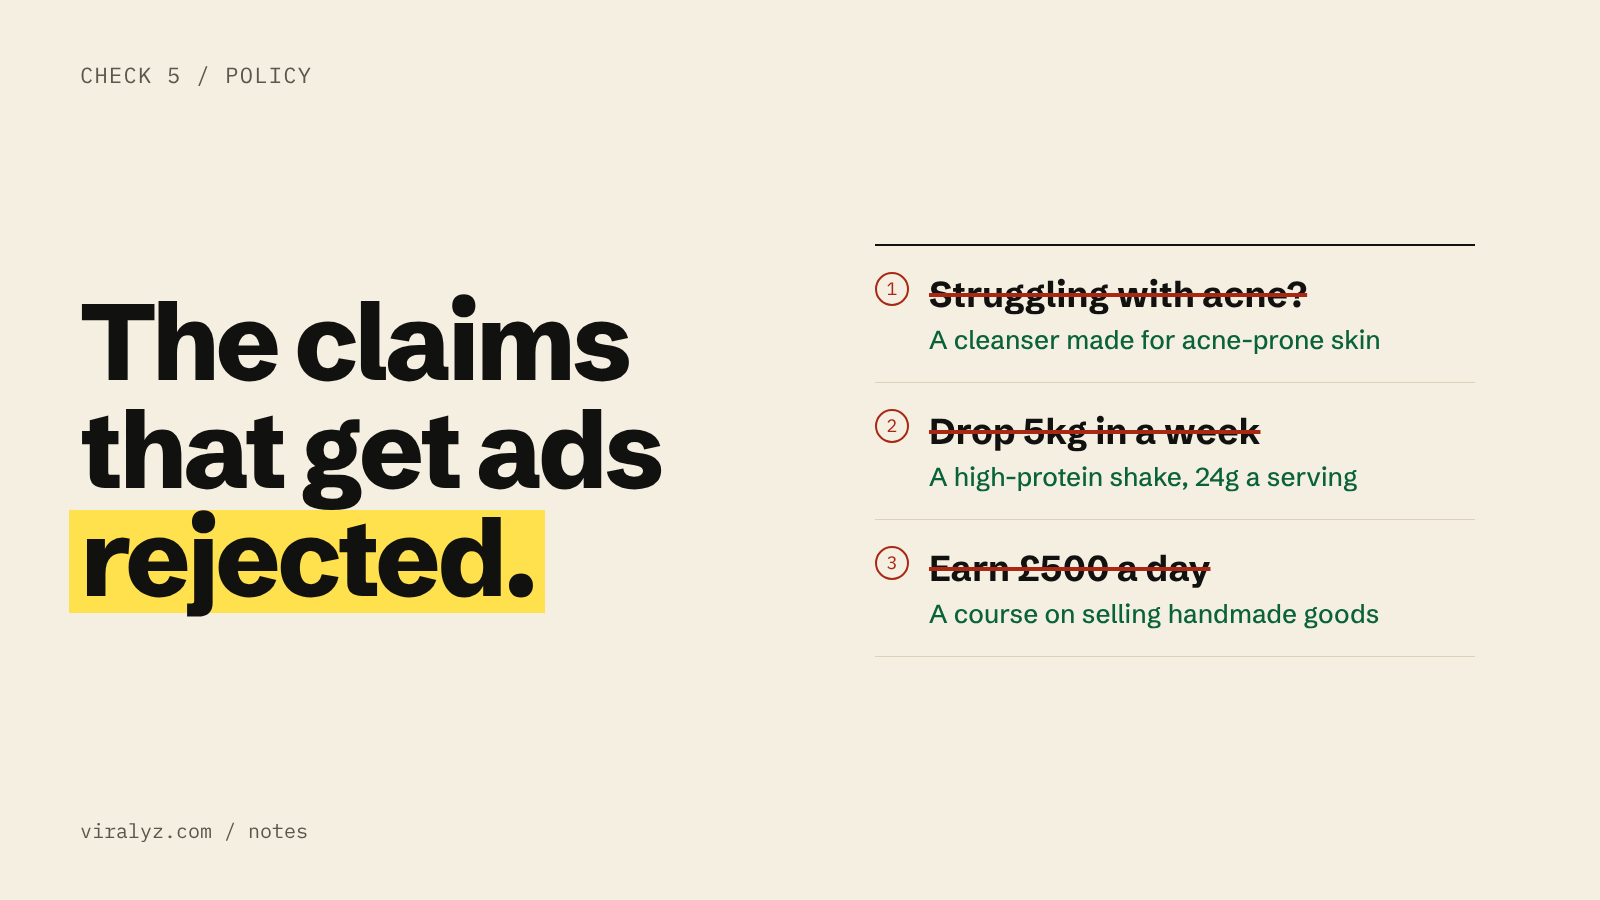 CHECK 5 / POLICY
The claims
that get ads
rejected.
1 Struggling with acne?
A cleanser made for acne-prone skin
2 Drop 5kg in a week
A high-protein shake, 24g a serving
3 Earn £500 a day
A course on selling handmade goods
viralyz.com / notes